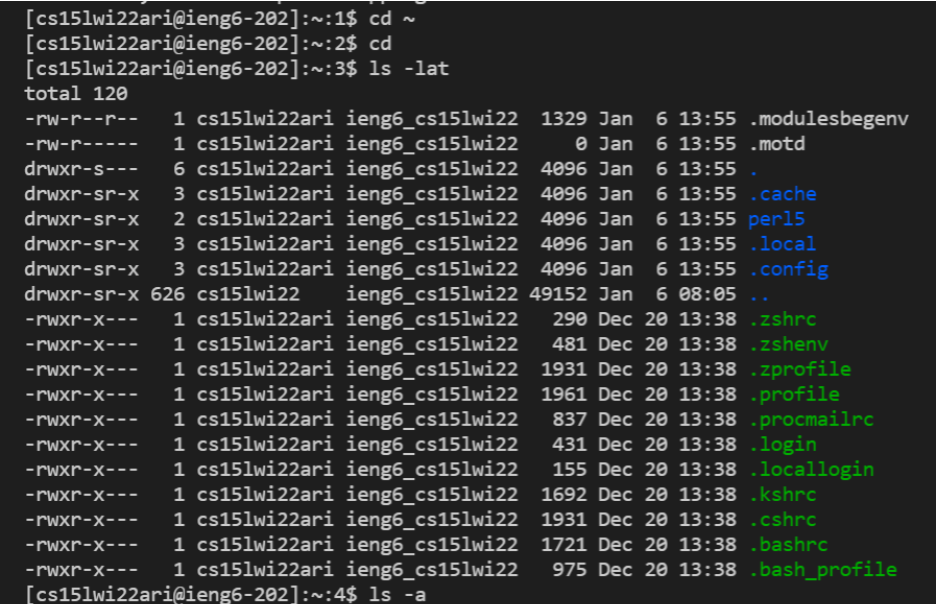 [cs15lwi22ari@ieng6-202]:~:1$ cd ~
[cs15lwi22ari@ieng6-202]:~:2$ cd
[cs15lwi22ari@ieng6-202]:~:3$ ls -lat
total 120
-rw-r--r--   1 cs15lwi22ari ieng6_cs15lwi22  1329 Jan  6 13:55 .modulesbegenv
-rw-r-----   1 cs15lwi22ari ieng6_cs15lwi22     0 Jan  6 13:55 .motd
drwxr-s---   6 cs15lwi22ari ieng6_cs15lwi22  4096 Jan  6 13:55 .
drwxr-sr-x   3 cs15lwi22ari ieng6_cs15lwi22  4096 Jan  6 13:55 .cache
drwxr-sr-x   2 cs15lwi22ari ieng6_cs15lwi22  4096 Jan  6 13:55 perl5
drwxr-sr-x   3 cs15lwi22ari ieng6_cs15lwi22  4096 Jan  6 13:55 .local
drwxr-sr-x   3 cs15lwi22ari ieng6_cs15lwi22  4096 Jan  6 13:55 .config
drwxr-sr-x 626 cs15lwi22    ieng6_cs15lwi22 49152 Jan  6 08:05 ..
-rwxr-x---   1 cs15lwi22ari ieng6_cs15lwi22   290 Dec 20 13:38 .zshrc
-rwxr-x---   1 cs15lwi22ari ieng6_cs15lwi22   481 Dec 20 13:38 .zshenv
-rwxr-x---   1 cs15lwi22ari ieng6_cs15lwi22  1931 Dec 20 13:38 .zprofile
-rwxr-x---   1 cs15lwi22ari ieng6_cs15lwi22  1961 Dec 20 13:38 .profile
-rwxr-x---   1 cs15lwi22ari ieng6_cs15lwi22   837 Dec 20 13:38 .procmailrc
-rwxr-x---   1 cs15lwi22ari ieng6_cs15lwi22   431 Dec 20 13:38 .login
-rwxr-x---   1 cs15lwi22ari ieng6_cs15lwi22   155 Dec 20 13:38 .locallogin
-rwxr-x---   1 cs15lwi22ari ieng6_cs15lwi22  1692 Dec 20 13:38 .kshrc
-rwxr-x---   1 cs15lwi22ari ieng6_cs15lwi22  1931 Dec 20 13:38 .cshrc
-rwxr-x---   1 cs15lwi22ari ieng6_cs15lwi22  1721 Dec 20 13:38 .bashrc
-rwxr-x---   1 cs15lwi22ari ieng6_cs15lwi22   975 Dec 20 13:38 .bash_profile
[cs15lwi22ari@ieng6-202]:~:4$ ls -a